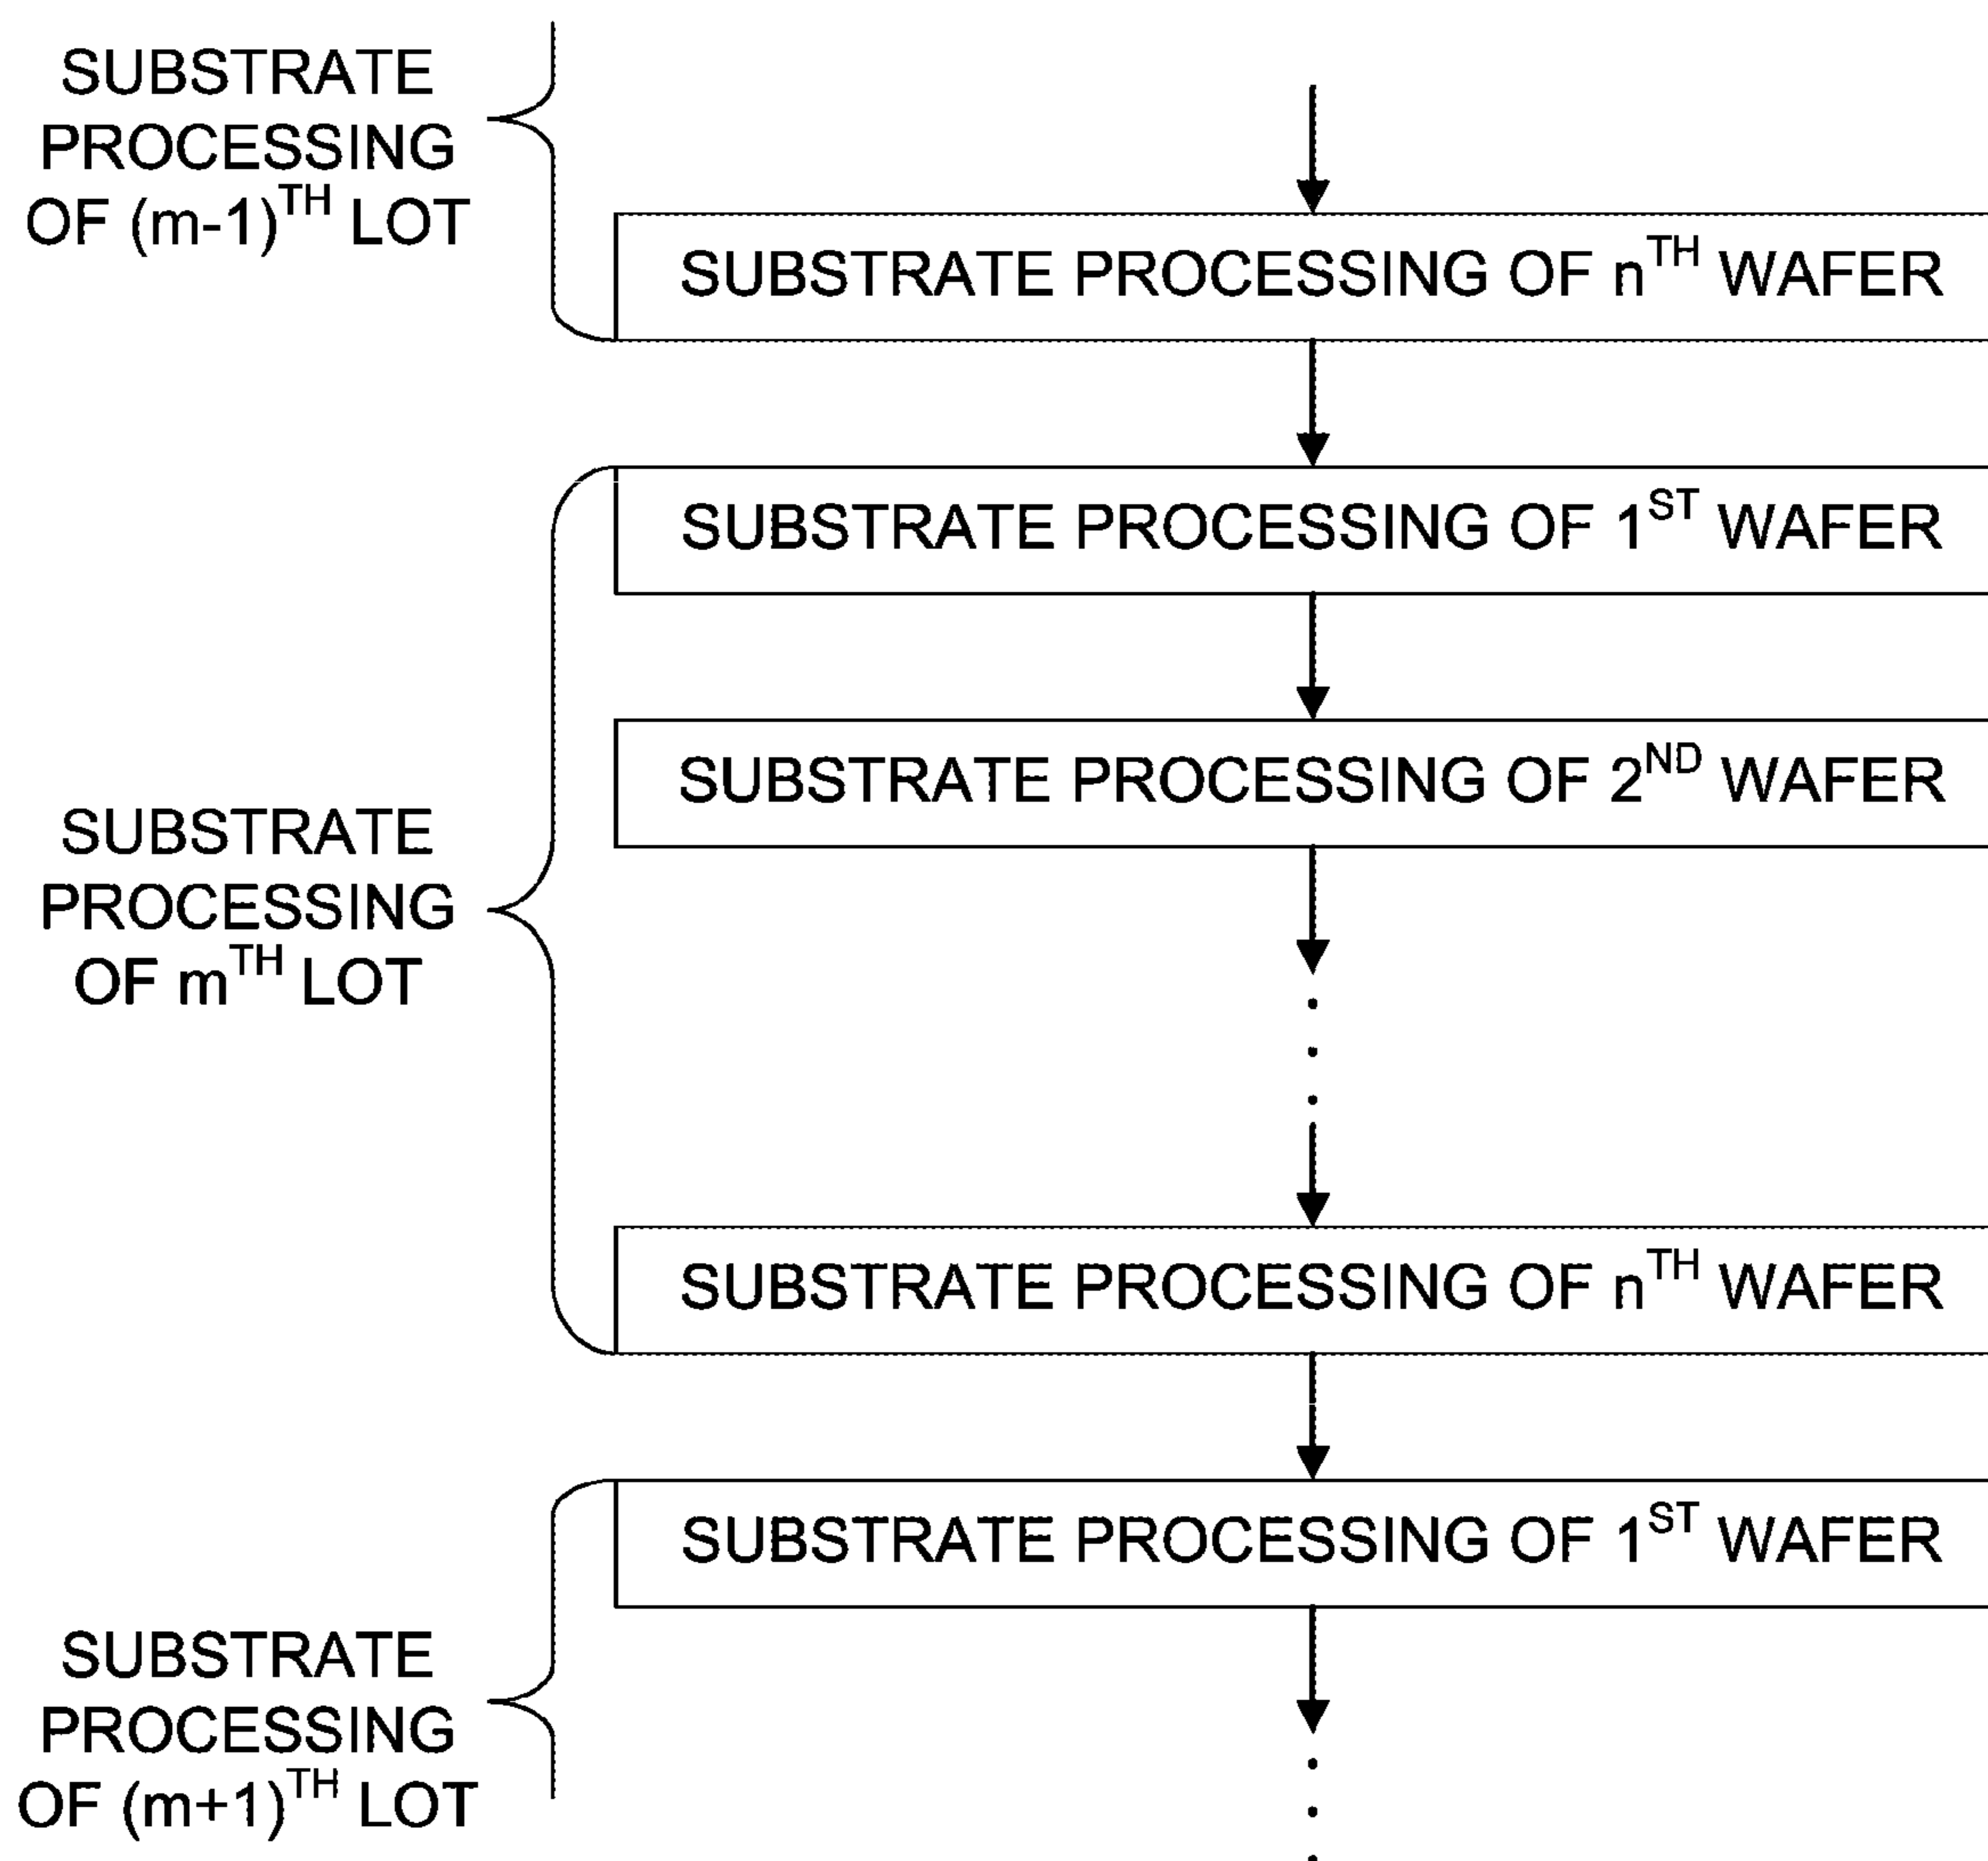 SUBSTRATE
PROCESSING
OF (m-1)TH LOT
SUBSTRATE PROCESSING OF nTH WAFER
SUBSTRATE PROCESSING OF 1ST WAFER
SUBSTRATE PROCESSING OF 2ND WAFER
SUBSTRATE
PROCESSING
OF mTH LOT
SUBSTRATE PROCESSING OF nTH WAFER
SUBSTRATE PROCESSING OF 1ST WAFER
SUBSTRATE
PROCESSING
OF (m+1)TH LOT